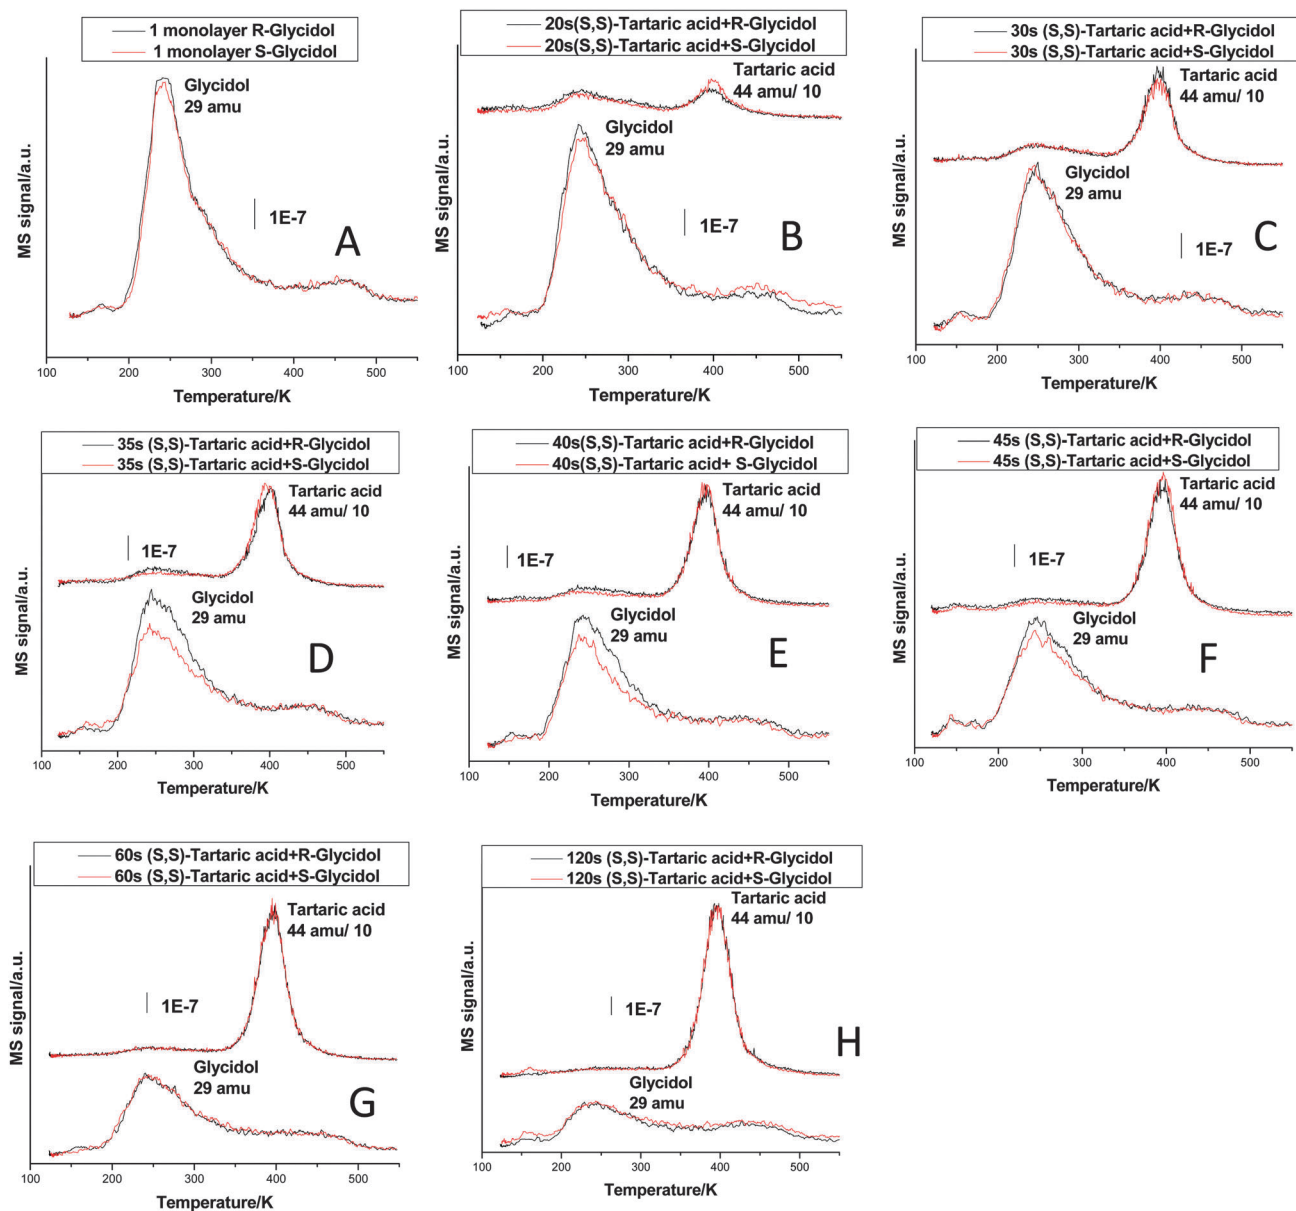 1 monolayer R-Glycidol
1 monolayer S-Glycidol
Glycidol
29 amu
1E-7
A
MS signal/a.u.
100 200 300 400 500
Temperature/K
20s(S,S)-Tartaric acid+R-Glycidol
20s(S,S)-Tartaric acid+S-Glycidol
Tartaric acid
44 amu/ 10
Glycidol
29 amu
1E-7
B
MS signal/a.u.
100 200 300 400 500
Temperature/K
30s (S,S)-Tartaric acid+R-Glycidol
30s (S,S)-Tartaric acid+S-Glycidol
Tartaric acid
44 amu/ 10
Glycidol
29 amu
1E-7
C
MS signal/a.u.
100 200 300 400 500
Temperature/K
35s (S,S)-Tartaric acid+R-Glycidol
35s (S,S)-Tartaric acid+S-Glycidol
Tartaric acid
44 amu/ 10
1E-7
Glycidol
29 amu
D
MS signal/a.u.
100 200 300 400 500
Temperature/K
40s(S,S)-Tartaric acid+R-Glycidol
40s(S,S)-Tartaric acid+ S-Glycidol
Tartaric acid
44 amu/ 10
1E-7
Glycidol
29 amu
E
MS signal/a.u.
100 200 300 400 500
Temperature/K
45s (S,S)-Tartaric acid+R-Glycidol
45s (S,S)-Tartaric acid+S-Glycidol
Tartaric acid
44 amu/ 10
1E-7
Glycidol
29 amu
F
MS signal/a.u.
100 200 300 400 500
Temperature/K
60s (S,S)-Tartaric acid+R-Glycidol
60s (S,S)-Tartaric acid+S-Glycidol
Tartaric acid
44 amu/ 10
1E-7
Glycidol
29 amu
G
MS signal/a.u.
100 200 300 400 500
Temperature/K
120s (S,S)-Tartaric acid+R-Glycidol
120s (S,S)-Tartaric acid+S-Glycidol
Tartaric acid
44 amu/ 10
1E-7
H
Glycidol
29 amu
MS signal/a.u.
100 200 300 400 500
Temperature/K